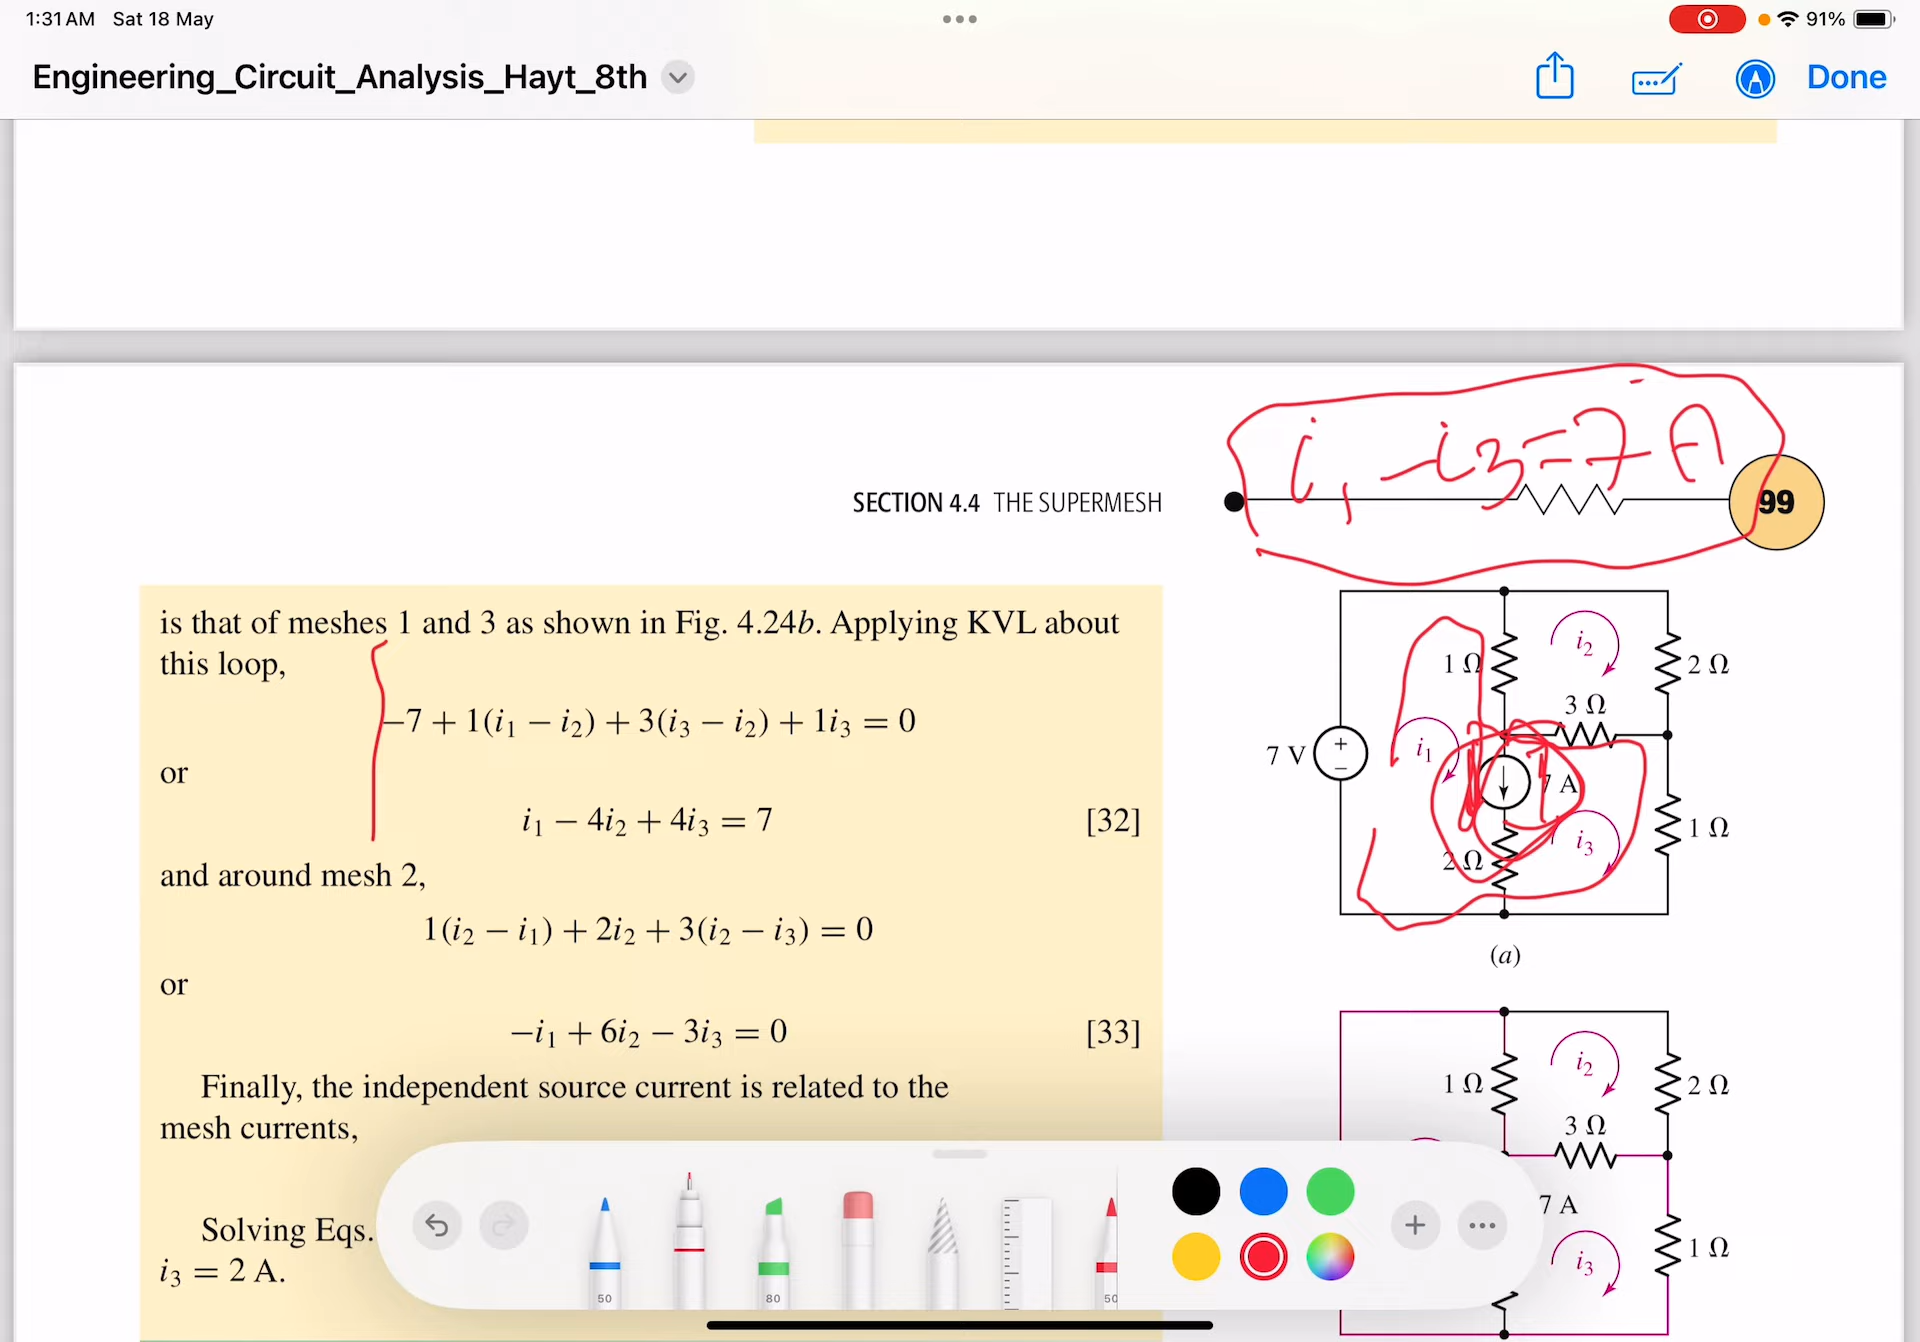 1:31 AM Sat 18 May
91%
Engineering_Circuit_Analysis_Hayt_8th
Done
i₁ - i₃ = 7 A
SECTION 4.4 THE SUPERMESH
99
is that of meshes 1 and 3 as shown in Fig. 4.24b. Applying KVL about
this loop,
−7 + 1(i₁ − i₂) + 3(i₃ − i₂) + 1i₃ = 0
or
i₁ − 4i₂ + 4i₃ = 7 [32]
and around mesh 2,
1(i₂ − i₁) + 2i₂ + 3(i₂ − i₃) = 0
or
−i₁ + 6i₂ − 3i₃ = 0 [33]
Finally, the independent source current is related to the
mesh currents,
Solving Eqs.
i₃ = 2 A.
i₂
1 Ω
2 Ω
3 Ω
7 V
+
−
i₁
7 A
i₃
1 Ω
2 Ω
(a)
i₂
1 Ω
2 Ω
3 Ω
7 A
i₃
1 Ω
50
80
50